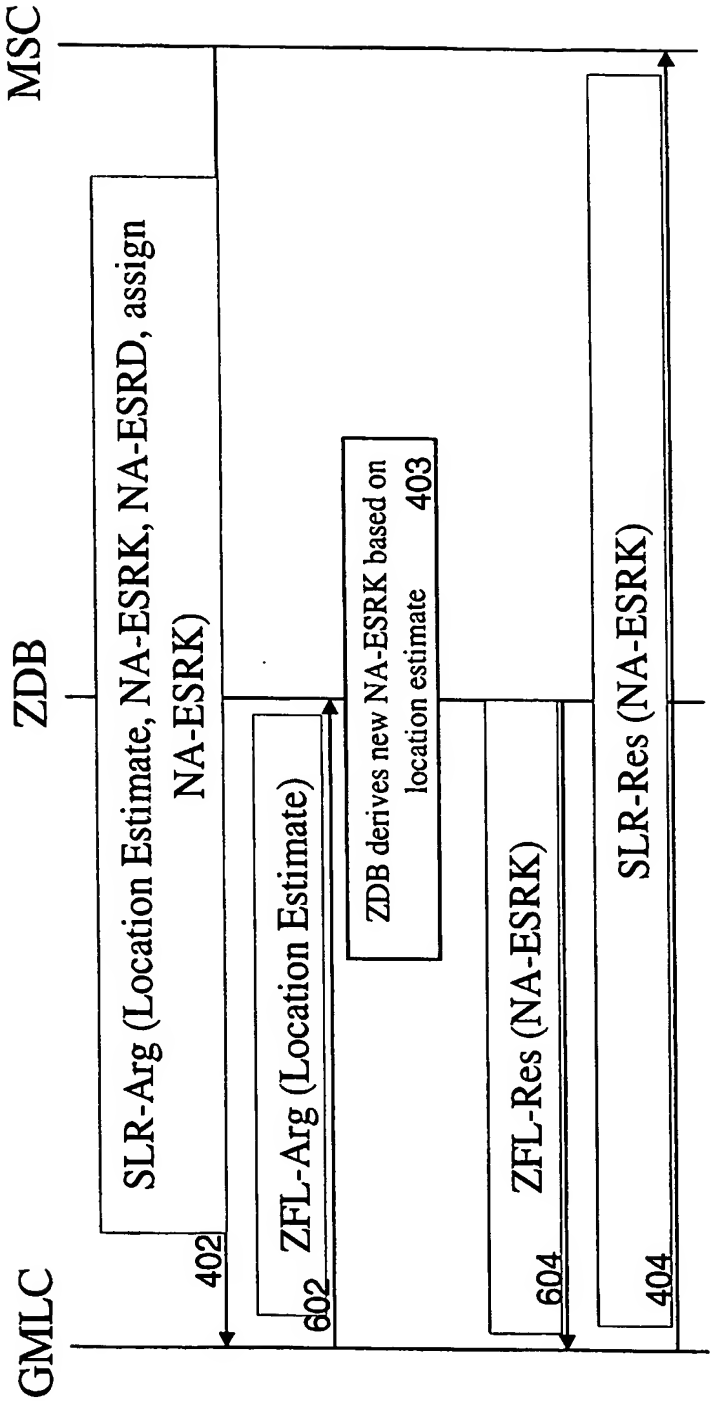 GMLC
ZDB
MSC
SLR-Arg (Location Estimate, NA-ESRK, NA-ESRD, assign
NA-ESRK)
402
ZFL-Arg (Location Estimate)
602
ZDB derives new NA-ESRK based on
location estimate 403
ZFL-Res (NA-ESRK)
604
SLR-Res (NA-ESRK)
404